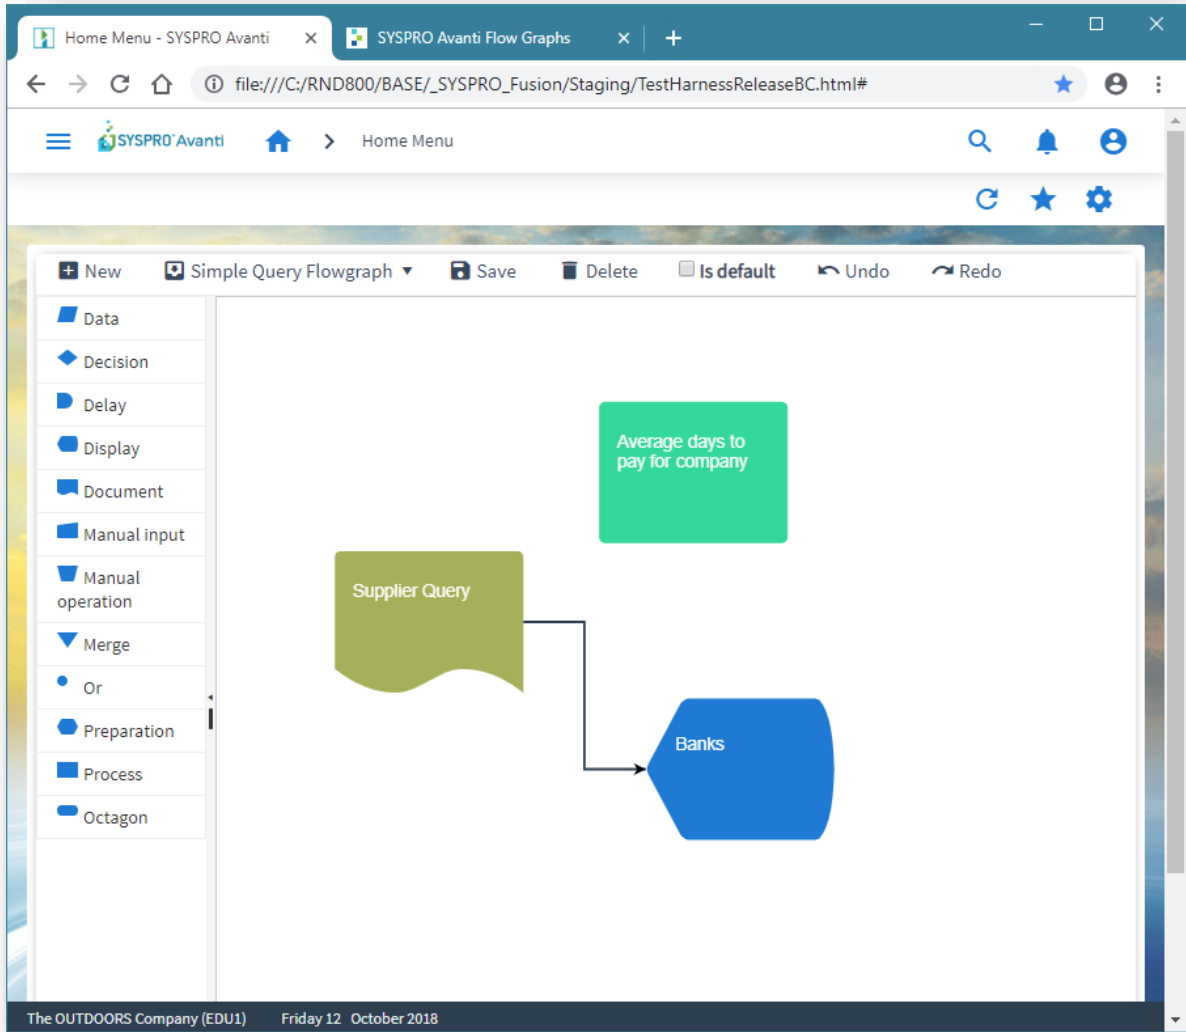 Home Menu - SYSPRO Avanti
SYSPRO Avanti Flow Graphs
file:///C:/RND800/BASE/_SYSPRO_Fusion/Staging/TestHarnessReleaseBC.html#
SYSPRO Avanti
Home Menu
New
Simple Query Flowgraph
Save
Delete
Is default
Undo
Redo
Data
Decision
Delay
Display
Document
Manual input
Manual
operation
Merge
Or
Preparation
Process
Octagon
Average days to
pay for company
Supplier Query
Banks
The OUTDOORS Company (EDU1)
Friday 12 October 2018